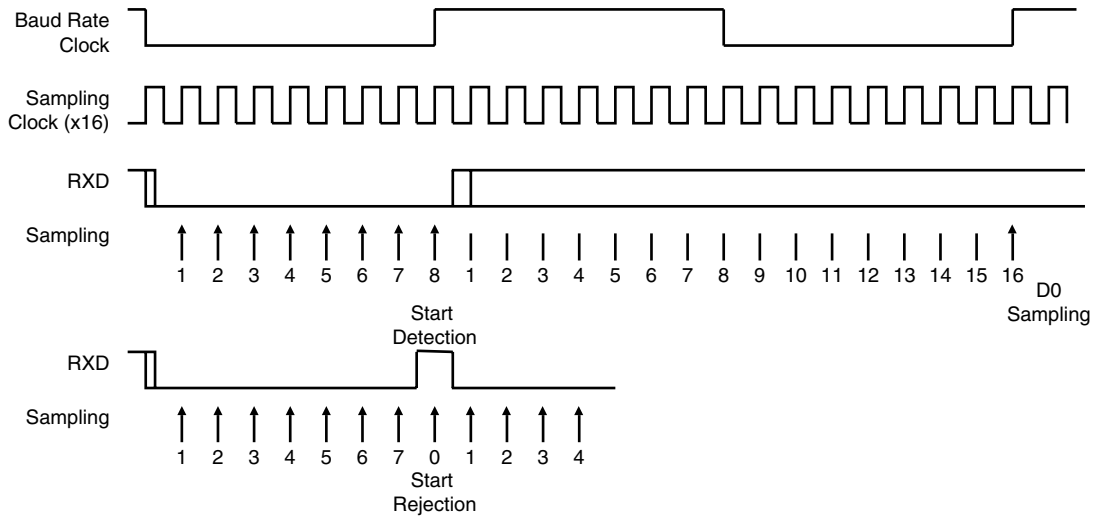 Baud Rate
Clock
Sampling
Clock (x16)
RXD
Sampling
1 2 3 4 5 6 7 8 1 2 3 4 5 6 7 8 9 10 11 12 13 14 15 16
D0
Sampling
Start
Detection
RXD
Sampling
1 2 3 4 5 6 7 0 1 2 3 4
Start
Rejection